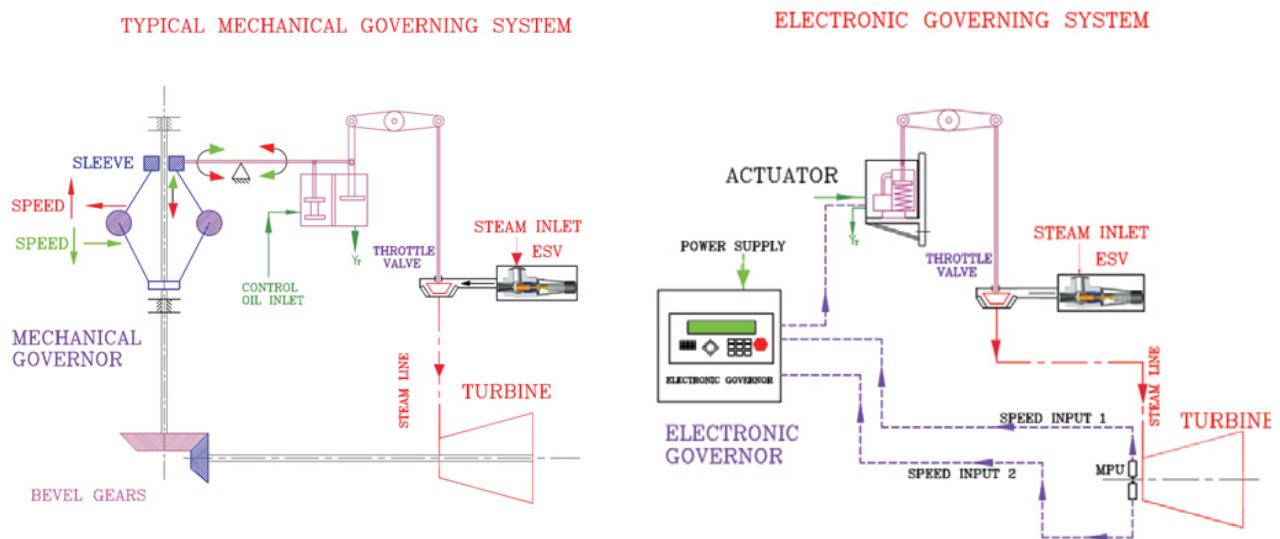 TYPICAL MECHANICAL GOVERNING SYSTEM
SLEEVE
SPEED
SPEED
MECHANICAL
GOVERNOR
BEVEL GEARS
CONTROL
OIL INLET
THROTTLE
VALVE
STEAM INLET
ESV
STEAM LINE
TURBINE
ELECTRONIC GOVERNING SYSTEM
ACTUATOR
POWER SUPPLY
THROTTLE
VALVE
STEAM INLET
ESV
ELECTRONIC GOVERNOR
ELECTRONIC
GOVERNOR
SPEED INPUT 1
SPEED INPUT 2
MPU
STEAM LINE
TURBINE